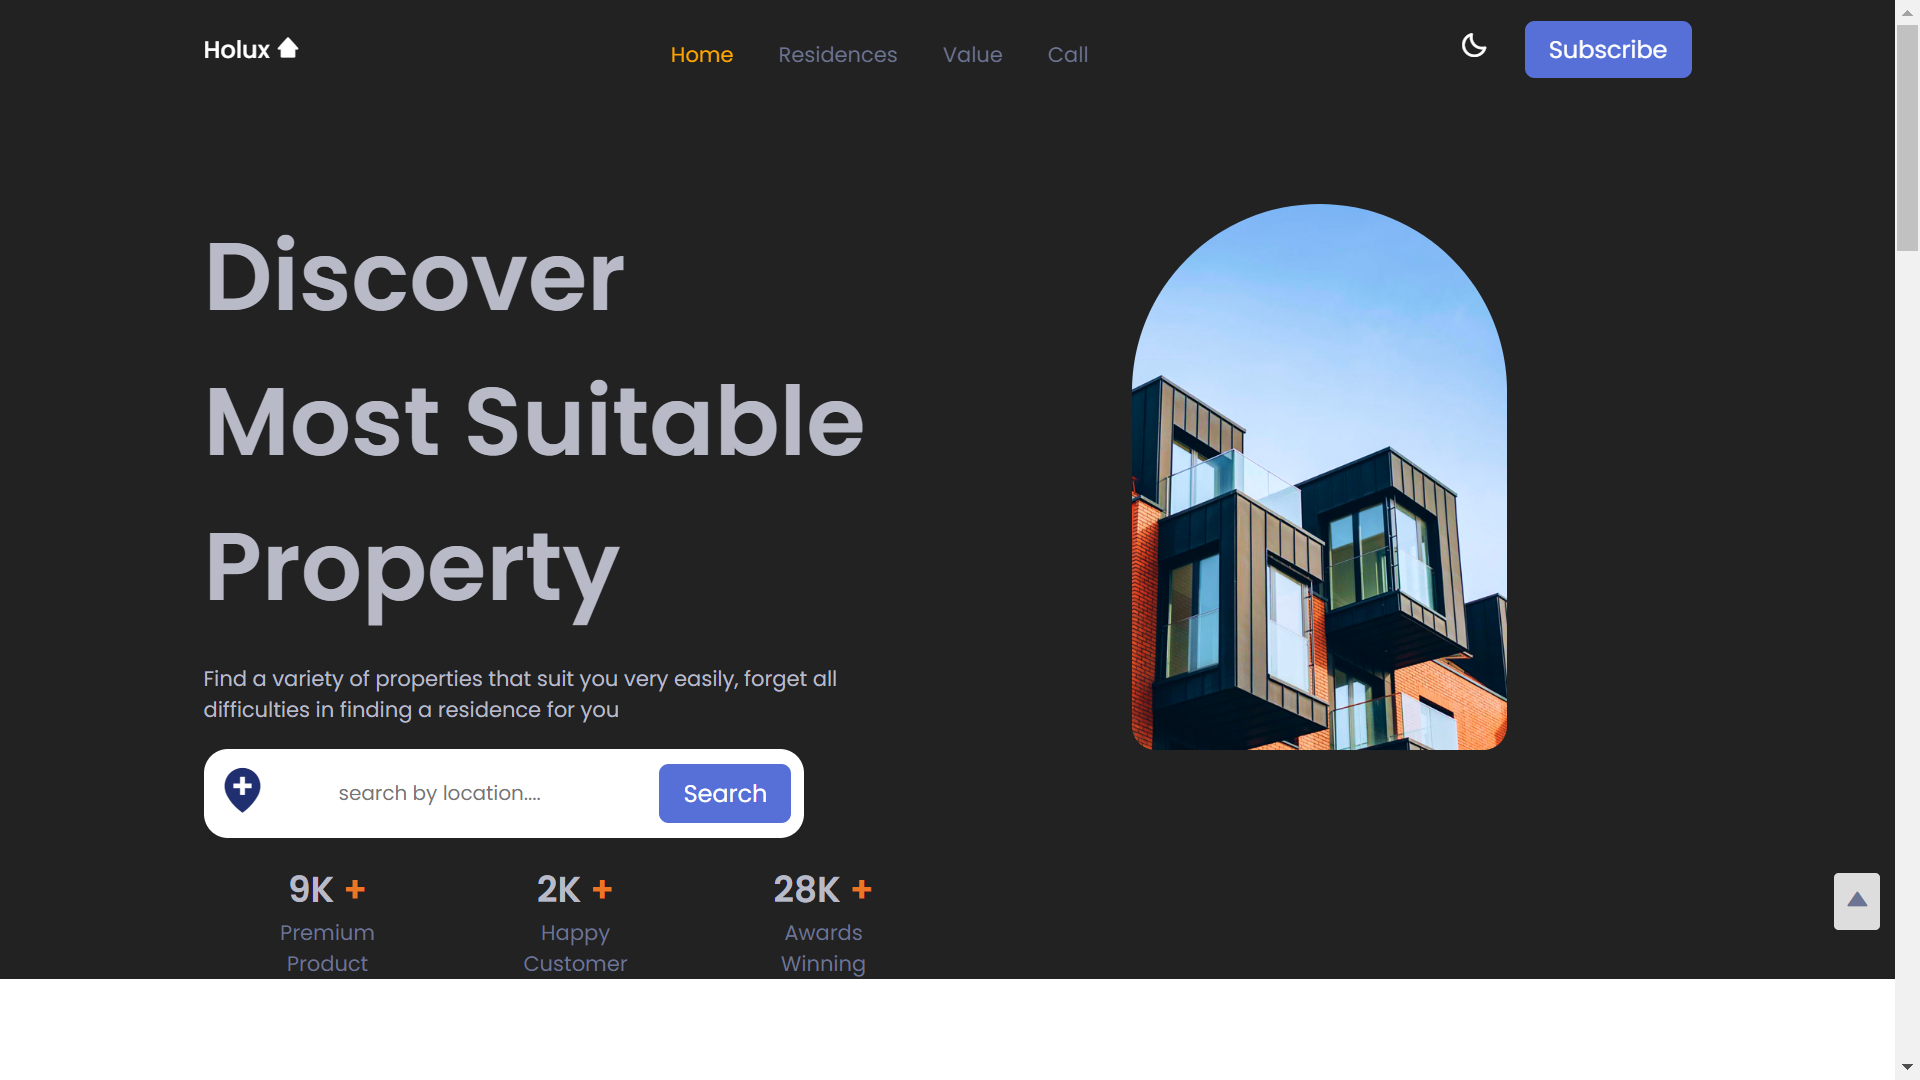 Holux
Home
Residences
Value
Call
Subscribe
Discover
Most Suitable
Property
Find a variety of properties that suit you very easily, forget all
difficulties in finding a residence for you
search by location....
Search
9K +
Premium
Product
2K +
Happy
Customer
28K +
Awards
Winning